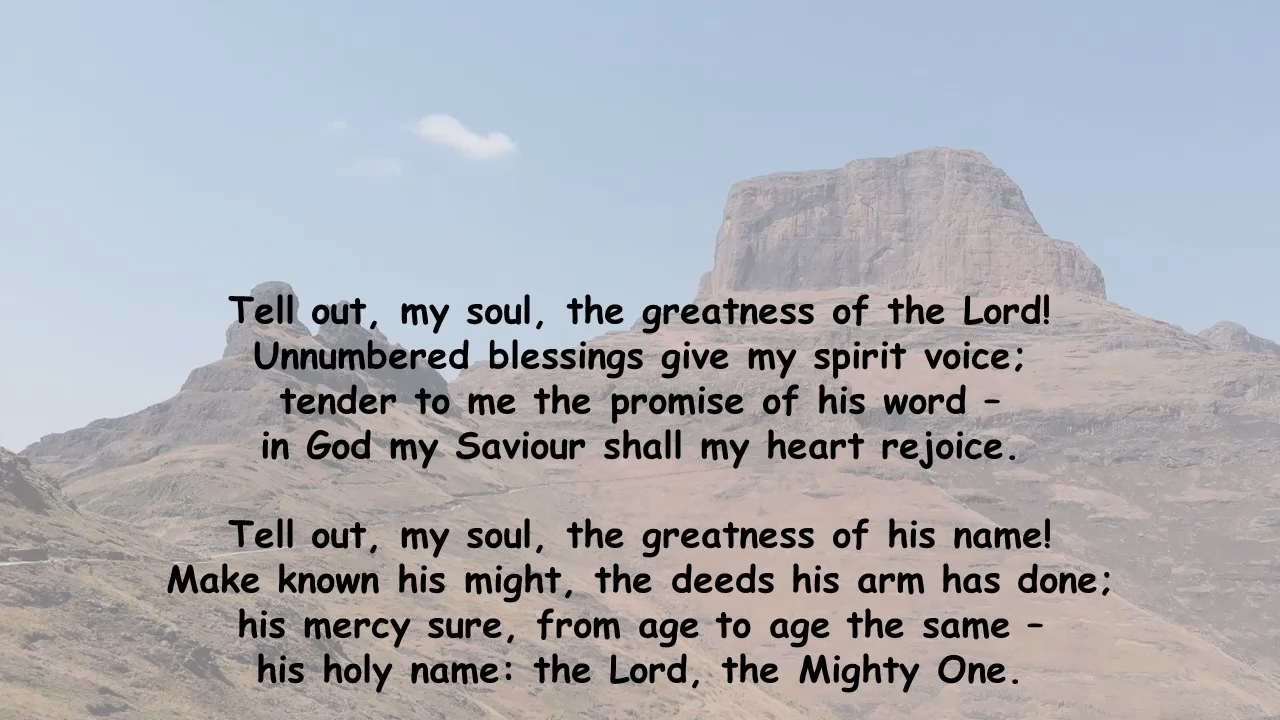 Tell out, my soul, the greatness of the Lord!
Unnumbered blessings give my spirit voice;
tender to me the promise of his word –
in God my Saviour shall my heart rejoice.

Tell out, my soul, the greatness of his name!
Make known his might, the deeds his arm has done;
his mercy sure, from age to age the same –
his holy name: the Lord, the Mighty One.